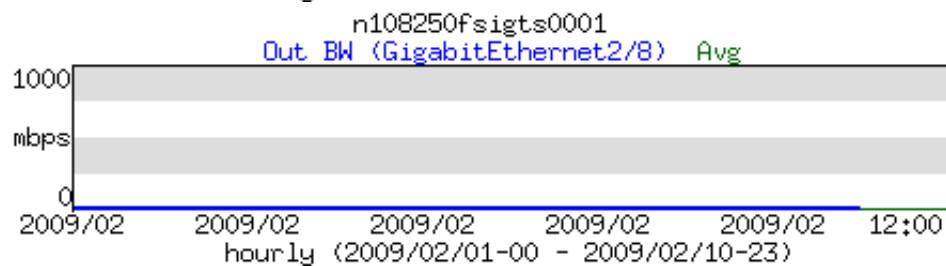 n108250fsigts0001
Out BW (GigabitEthernet2/8) Avg
1000
mbps
0
2009/02 2009/02 2009/02 2009/02 2009/02 12:00
hourly (2009/02/01-00 - 2009/02/10-23)